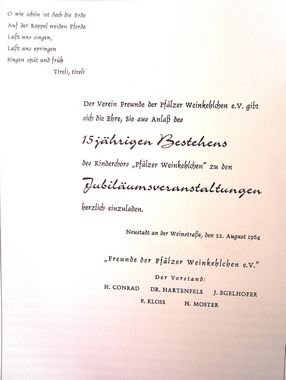 O wie schön ist doch die Erde
Auf der Koppel weiden Pferde
Laßt uns singen,
Laßt uns springen
Singen spät und früh
Tireli, tireli
Der Verein Freunde der Pfälzer Weinkehlchen e.V. gibt
sich die Ehre, Sie aus Anlaß des
15 jährigen Bestehens
des Kinderchors „Pfälzer Weinkehlchen" zu den
Jubiläumsveranstaltungen
herzlich einzuladen.
Neustadt an der Weinstraße, den 22. August 1964
„Freunde der Pfälzer Weinkehlchen e.V."
Der Vorstand:
H. CONRAD DR. HARTENFELS J. EGELHOFER
F. KLOSS H. MOSTER